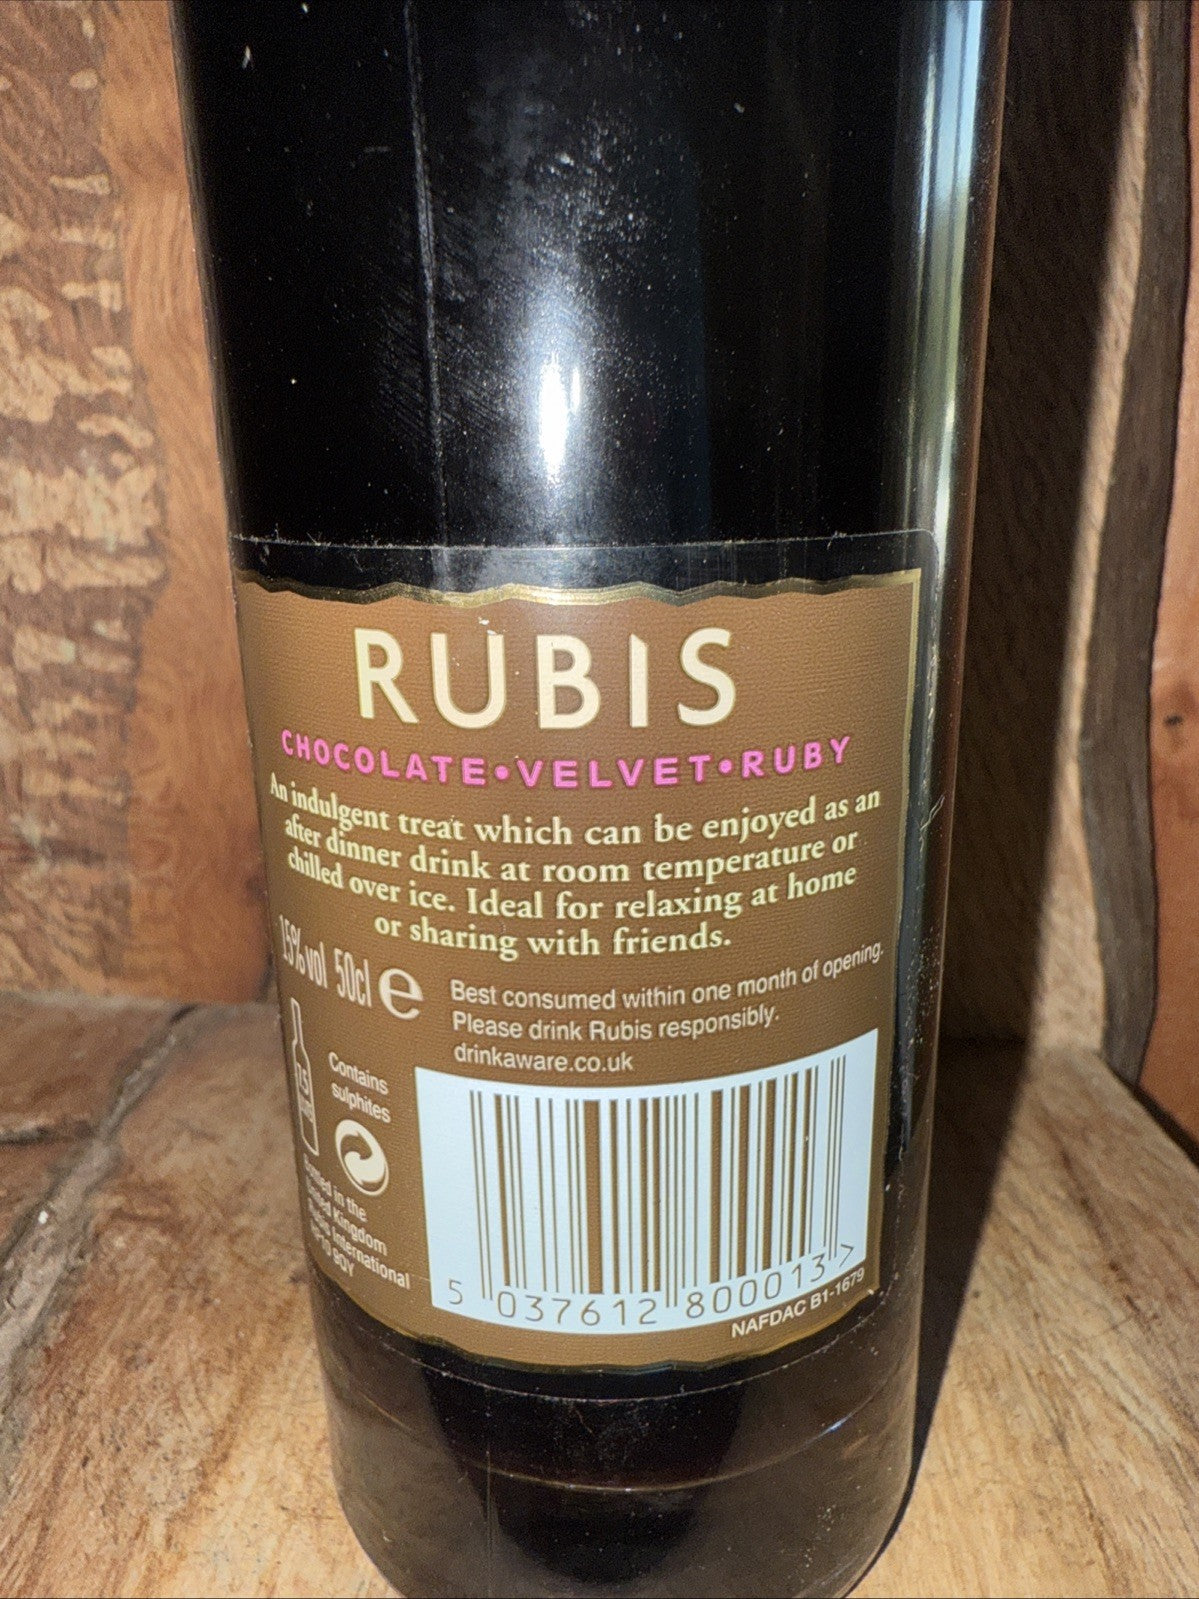 RUBIS
CHOCOLATE•VELVET•RUBY
An indulgent treat which can be enjoyed as an
after dinner drink at room temperature or
chilled over ice. Ideal for relaxing at home
or sharing with friends.
15%vol 50cl e
Best consumed within one month of opening.
Please drink Rubis responsibly.
drinkaware.co.uk
Contains
sulphites
in the
Kingdom
International
5 037612 800013 >
NAFDAC B1-1679